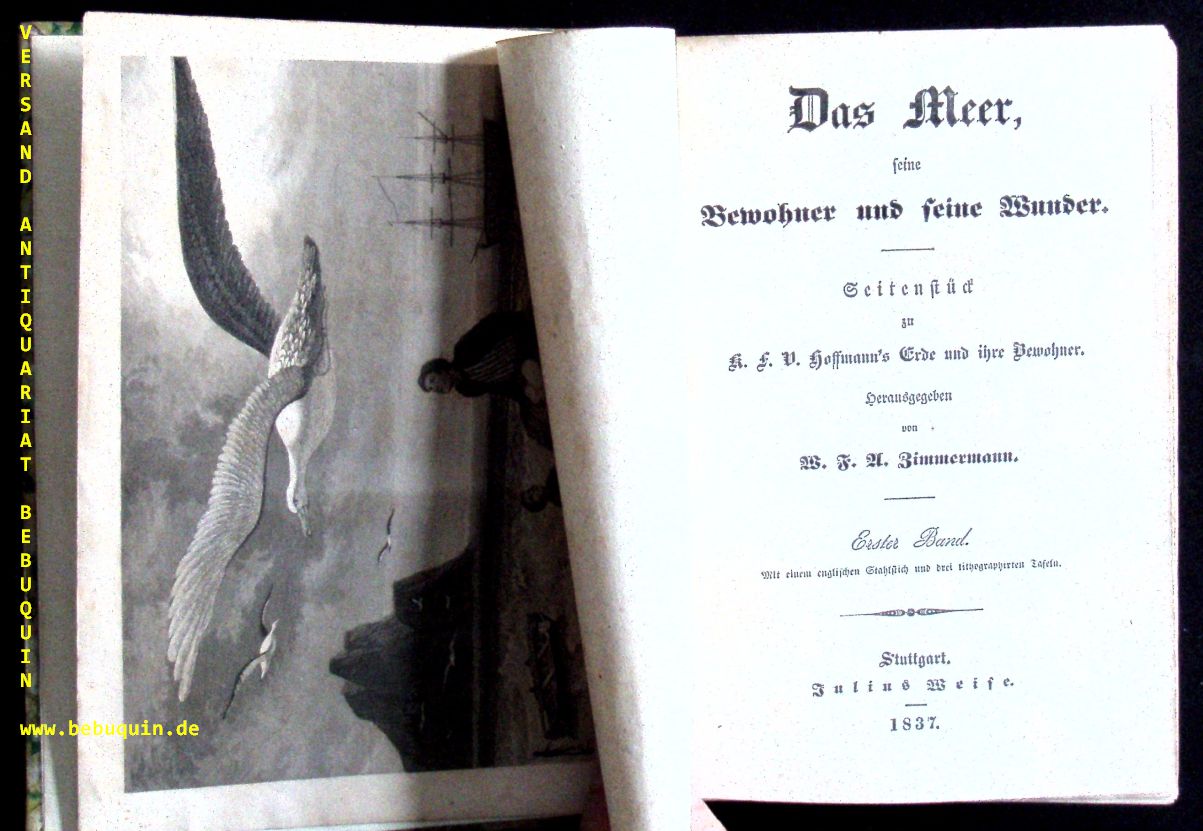 VERSAND ANTIQUARIAT BEBUQUIN
www.bebuquin.de
Das Meer,
ſeine
Bewohner und ſeine Wunder.
Seitenſtück
zu
K. F. V. Hoffmann's Erde und ihre Bewohner.
Herausgegeben
von
W. F. A. Zimmermann.
Erster Band.
Mit einem engliſchen Stahlſtich und drei lithographirten Tafeln.
Stuttgart.
Julius Weiſe.
1837.